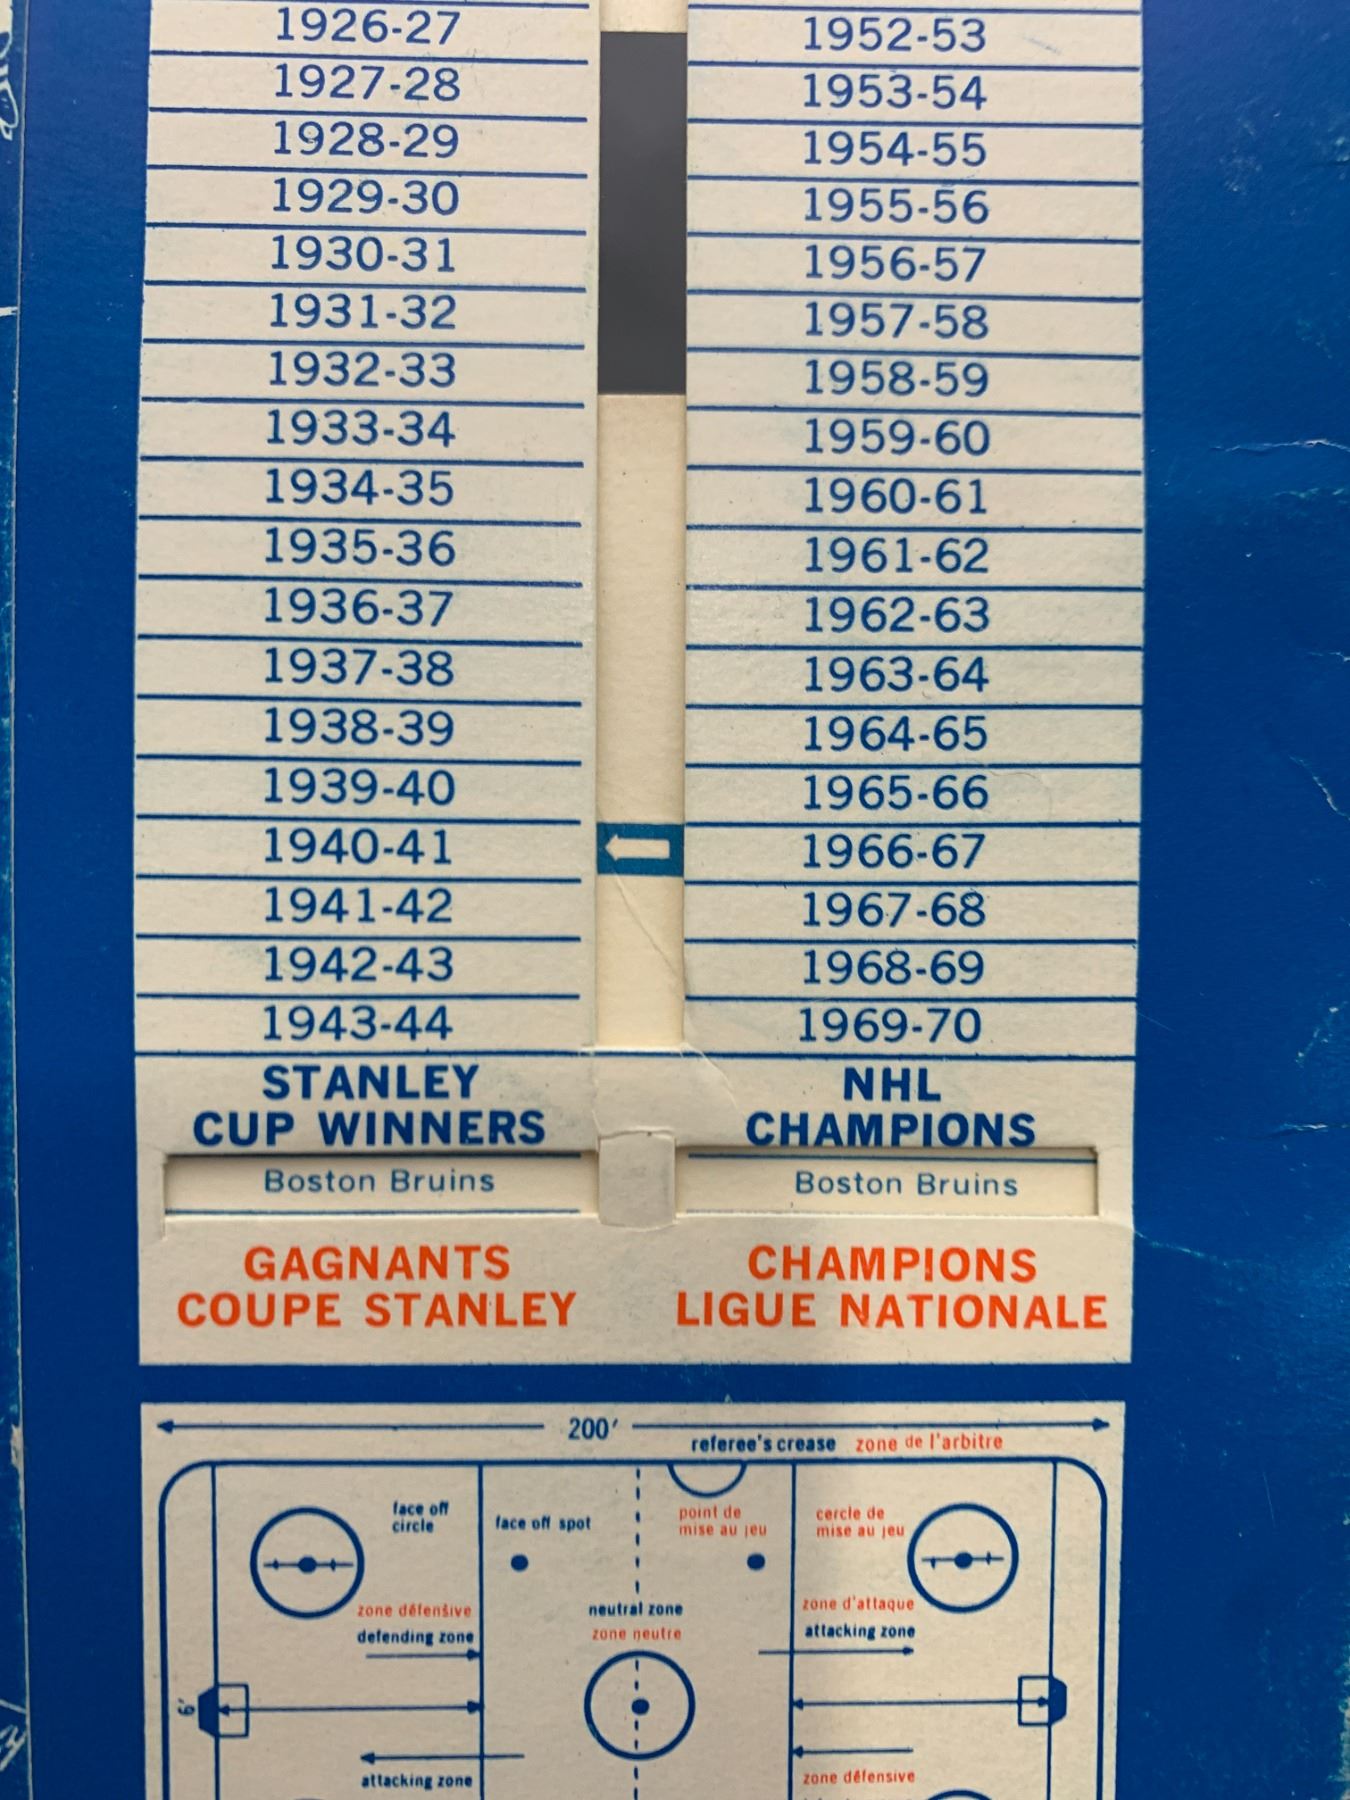 1926-27
1927-28
1928-29
1929-30
1930-31
1931-32
1932-33
1933-34
1934-35
1935-36
1936-37
1937-38
1938-39
1939-40
1940-41
1941-42
1942-43
1943-44
STANLEY
CUP WINNERS
Boston Bruins
GAGNANTS
COUPE STANLEY
1952-53
1953-54
1954-55
1955-56
1956-57
1957-58
1958-59
1959-60
1960-61
1961-62
1962-63
1963-64
1964-65
1965-66
1966-67
1967-68
1968-69
1969-70
NHL
CHAMPIONS
Boston Bruins
CHAMPIONS
LIGUE NATIONALE
200'
referee's crease zone de l'arbitre
face off
circle
face off spot
point de
mise au jeu
cercle de
mise au jeu
zone défensive
defending zone
neutral zone
zone neutre
zone d'attaque
attacking zone
6'
attacking zone
zone défensive